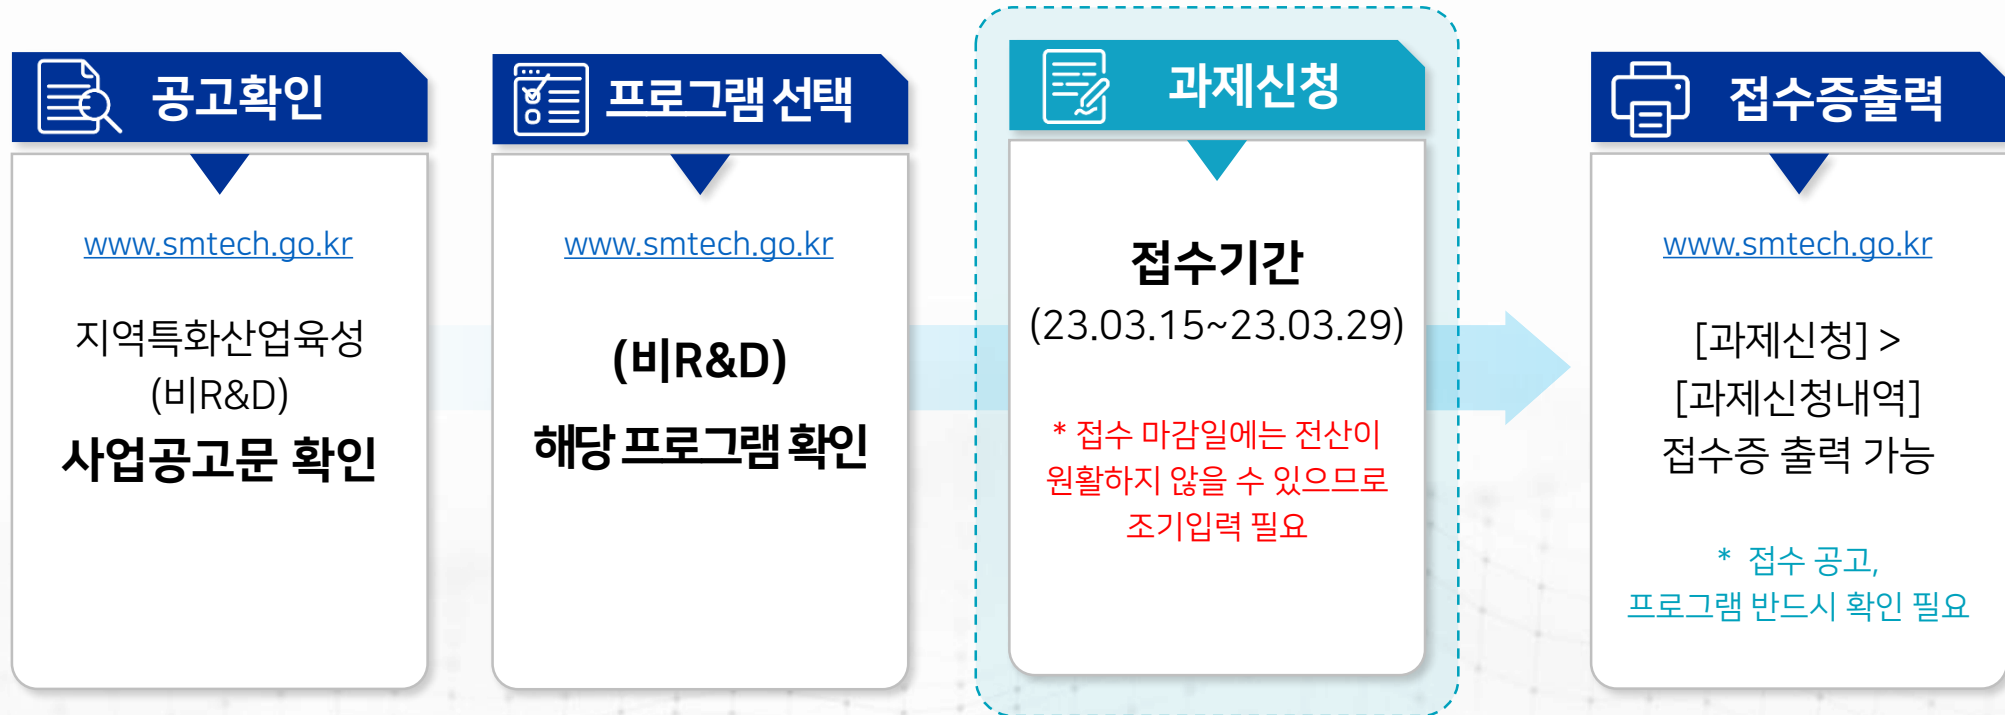 공고확인
www.smtech.go.kr
지역특화산업육성
(비R&D)
사업공고문 확인
프로그램 선택
www.smtech.go.kr
(비R&D)
해당 프로그램 확인
과제신청
접수기간
(23.03.15~23.03.29)
* 접수 마감일에는 전산이
원활하지 않을 수 있으므로
조기입력 필요
접수증출력
www.smtech.go.kr
[과제신청] >
[과제신청내역]
접수증 출력 가능
* 접수 공고,
프로그램 반드시 확인 필요